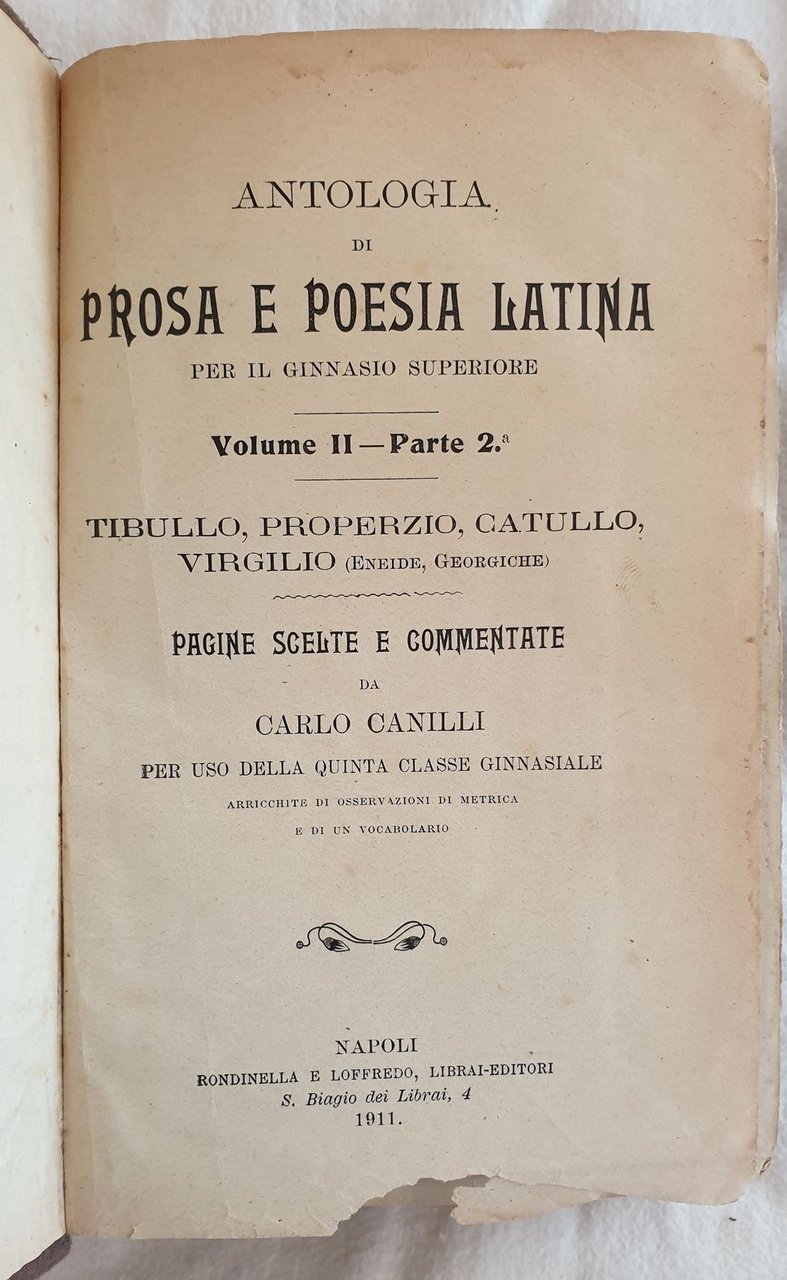 ANTOLOGIA
DI
PROSA E POESIA LATINA
PER IL GINNASIO SUPERIORE
Volume II — Parte 2.ª
TIBULLO, PROPERZIO, CATULLO,
VIRGILIO (ENEIDE, GEORGICHE)
PAGINE SCELTE E COMMENTATE
DA
CARLO CANILLI
PER USO DELLA QUINTA CLASSE GINNASIALE
ARRICCHITE DI OSSERVAZIONI DI METRICA
E DI UN VOCABOLARIO
NAPOLI
RONDINELLA E LOFFREDO, LIBRAI-EDITORI
S. Biagio dei Librai, 4
1911.